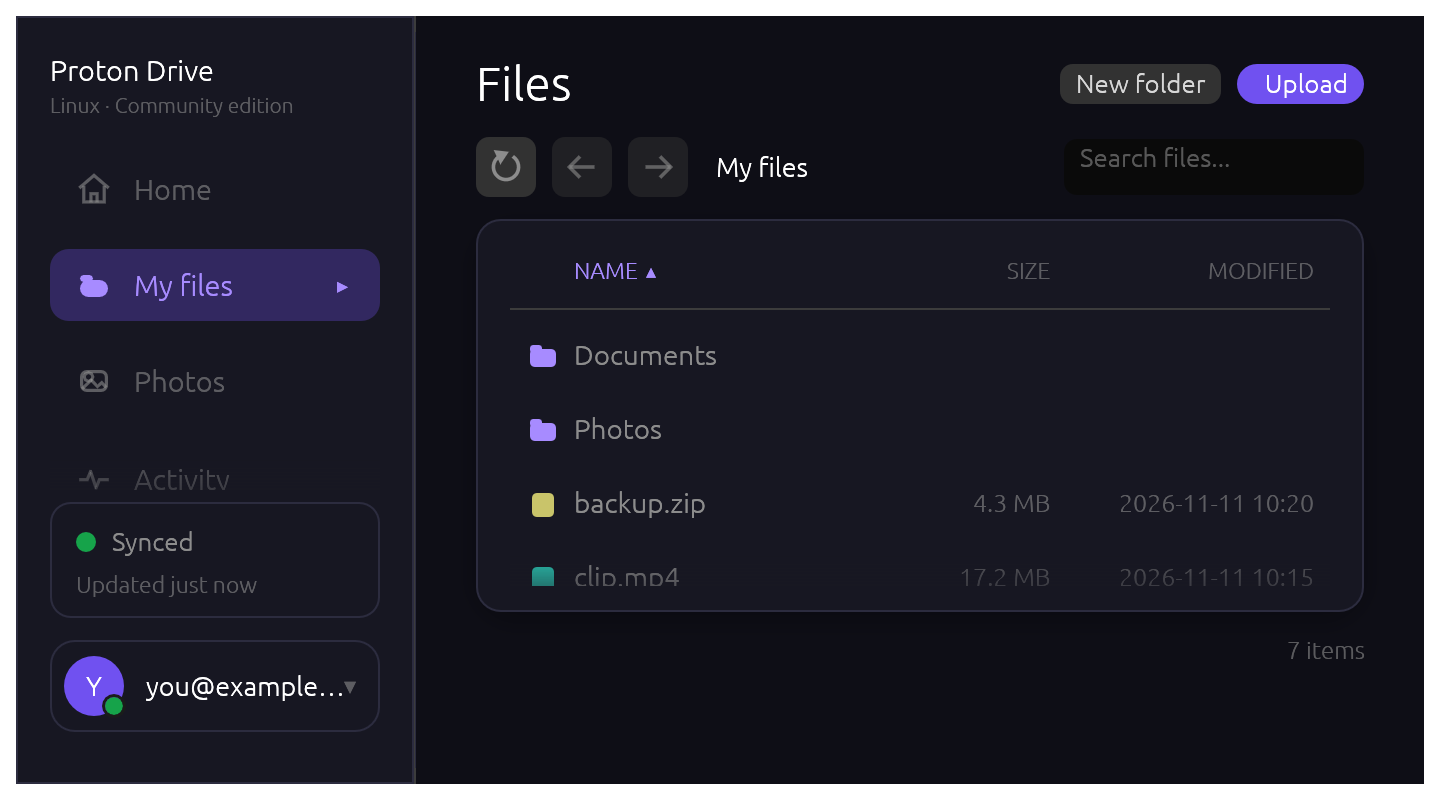 Proton Drive
Linux · Community edition
Home
My files ▸
Photos
Activity
Synced
Updated just now
Y you@example…▾
Files
New folder Upload
My files Search files...
NAME ▴ SIZE MODIFIED
Documents
Photos
backup.zip 4.3 MB 2026-11-11 10:20
clip.mp4 17.2 MB 2026-11-11 10:15
7 items